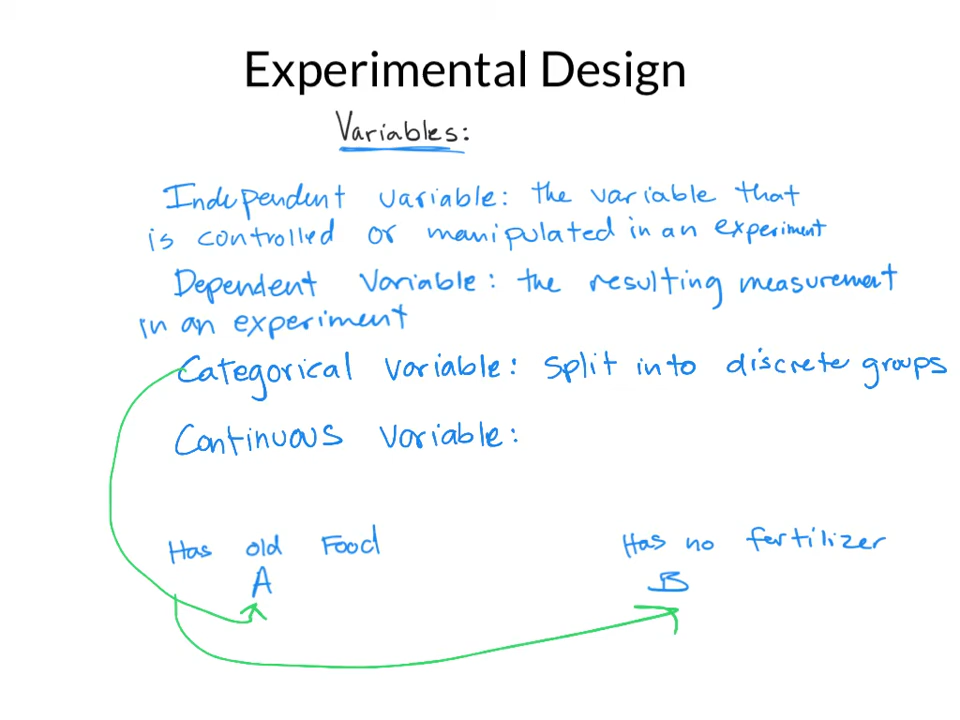 Experimental Design
Variables:
Independent variable: the variable that
is controlled or manipulated in an experiment
Dependent Variable: the resulting measurement
in an experiment
Categorical Variable: Split into discrete groups
Continuous Variable:
Has old Food
Has no fertilizer
A
B